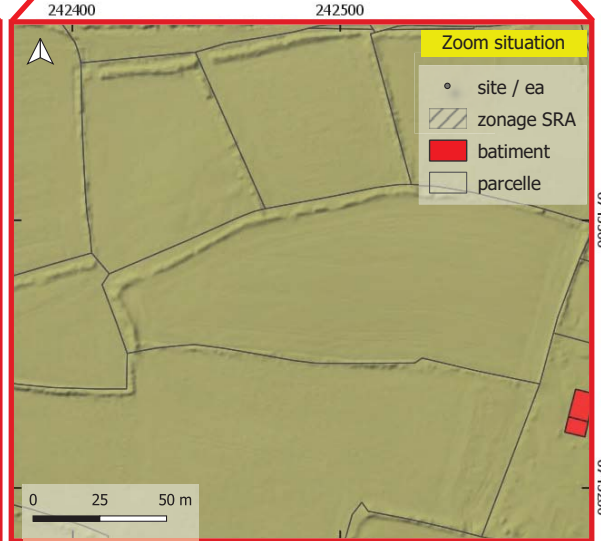 242400 242500
Zoom situation
site / ea
zonage SRA
batiment
parcelle
0 25 50 m